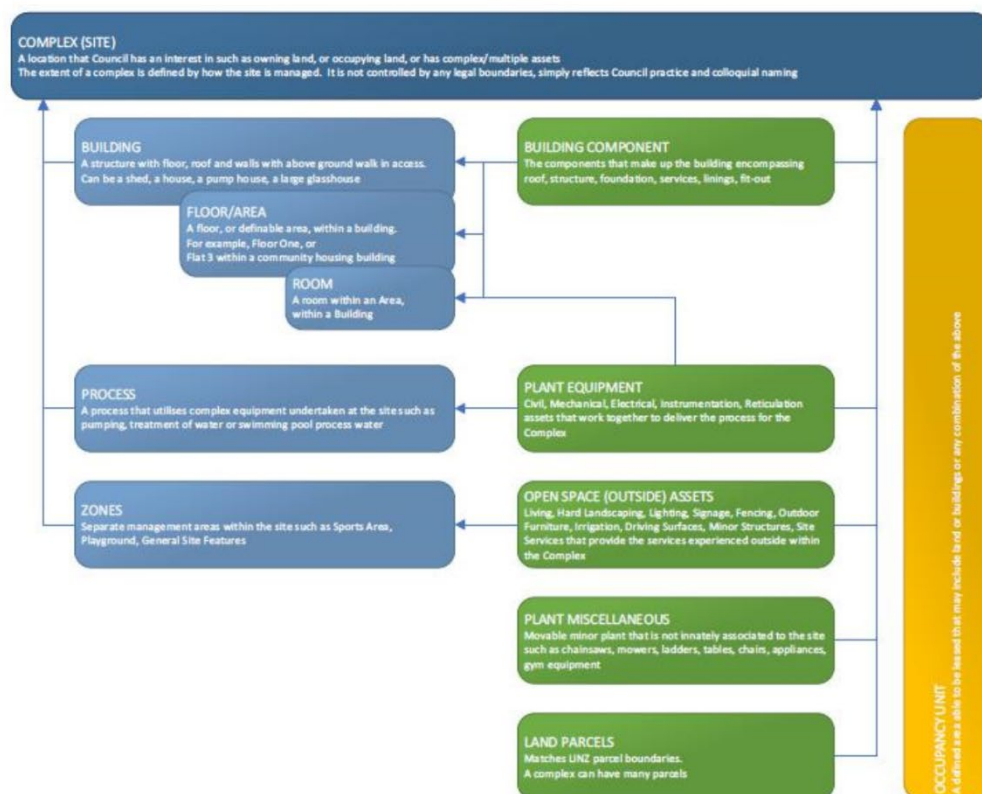 COMPLEX (SITE)
A location that Council has an interest in such as owning land, or occupying land, or has complex/multiple assets
The extent of a complex is defined by how the site is managed. It is not controlled by any legal boundaries, simply reflects Council practice and colloquial naming
BUILDING
A structure with floor, roof and walls with above ground walk in access.
Can be a shed, a house, a pump house, a large glasshouse
FLOOR/AREA
A floor, or definable area, within a building.
For example, Floor One, or
Flat 3 within a community housing building
ROOM
A room within an Area,
within a Building
PROCESS
A process that utilises complex equipment undertaken at the site such as
pumping, treatment of water or swimming pool process water
ZONES
Separate management areas within the site such as Sports Area,
Playground, General Site Features
BUILDING COMPONENT
The components that make up the building encompassing
roof, structure, foundation, services, linings, fit-out
PLANT EQUIPMENT
Civil, Mechanical, Electrical, Instrumentation, Reticulation
assets that work together to deliver the process for the
Complex
OPEN SPACE (OUTSIDE) ASSETS
Living, Hard Landscaping, Lighting, Signage, Fencing, Outdoor
Furniture, Irrigation, Driving Surfaces, Minor Structures, Site
Services that provide the services experienced outside within
the Complex
PLANT MISCELLANEOUS
Movable minor plant that is not innately associated to the site
such as chainsaws, mowers, ladders, tables, chairs, appliances,
gym equipment
LAND PARCELS
Matches LINZ parcel boundaries.
A complex can have many parcels
OCCUPANCY UNIT
A defined area able to be leased that may include land or buildings or any combination of the above